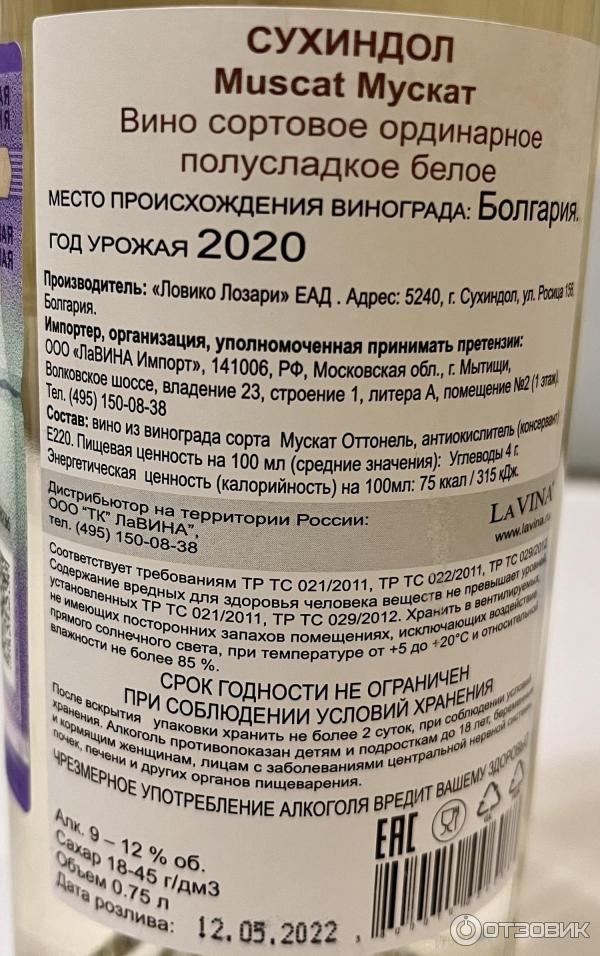 СУХИНДОЛ
Muscat Мускат
Вино сортовое ординарное
полусладкое белое
МЕСТО ПРОИСХОЖДЕНИЯ ВИНОГРАДА: Болгария.
ГОД УРОЖАЯ 2020
Производитель: «Ловико Лозари» ЕАД . Адрес: 5240, г. Сухиндол, ул. Росица 156,
Болгария.
Импортер, организация, уполномоченная принимать претензии:
ООО «ЛаВИНА Импорт», 141006, РФ, Московская обл., г. Мытищи,
Волковское шоссе, владение 23, строение 1, литера А, помещение №2 (1 этаж).
Тел. (495) 150-08-38
Состав: вино из винограда сорта Мускат Оттонель, антиокислитель (консервант)
Е220. Пищевая ценность на 100 мл (средние значения): Углеводы 4 г.
Энергетическая ценность (калорийность) на 100мл: 75 ккал / 315 кДж.
Дистрибьютор на территории России:
ООО "ТК" ЛаВИНА",
тел. (495) 150-08-38
LAVINA
www.lavina.ru
Соответствует требованиям ТР ТС 021/2011, ТР ТС 022/2011, ТР ТС 029/2012
Содержание вредных для здоровья человека веществ не превышает уровней,
установленных ТР ТС 021/2011, ТР ТС 029/2012. Хранить в вентилируемых,
не имеющих посторонних запахов помещениях, исключающих воздействие
прямого солнечного света, при температуре от +5 до +20°С и относительной
влажности не более 85 %.
СРОК ГОДНОСТИ НЕ ОГРАНИЧЕН
ПРИ СОБЛЮДЕНИИ УСЛОВИЙ ХРАНЕНИЯ
После вскрытия упаковки хранить не более 2 суток, при соблюдении условий
хранения. Алкоголь противопоказан детям и подросткам до 18 лет, беременным
и кормящим женщинам, лицам с заболеваниями центральной нервной системы,
почек, печени и других органов пищеварения.
ЧРЕЗМЕРНОЕ УПОТРЕБЛЕНИЕ АЛКОГОЛЯ ВРЕДИТ ВАШЕМУ ЗДОРОВЬЮ
Алк. 9 – 12 % об.
Сахар 18-45 г/дм3
Объем 0.75 л
Дата розлива: 12.05.2022
ЕАС
ОТЗОВИК